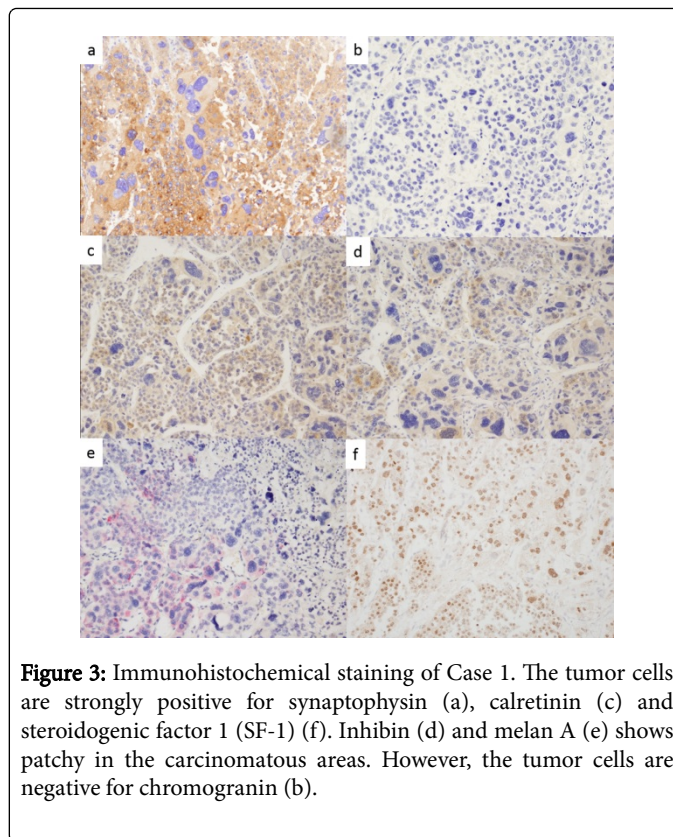 a
b
c
d
e
f
Figure 3: Immunohistochemical staining of Case 1. The tumor cells
are strongly positive for synaptophysin (a), calretinin (c) and
steroidogenic factor 1 (SF-1) (f). Inhibin (d) and melan A (e) shows
patchy in the carcinomatous areas. However, the tumor cells are
negative for chromogranin (b).